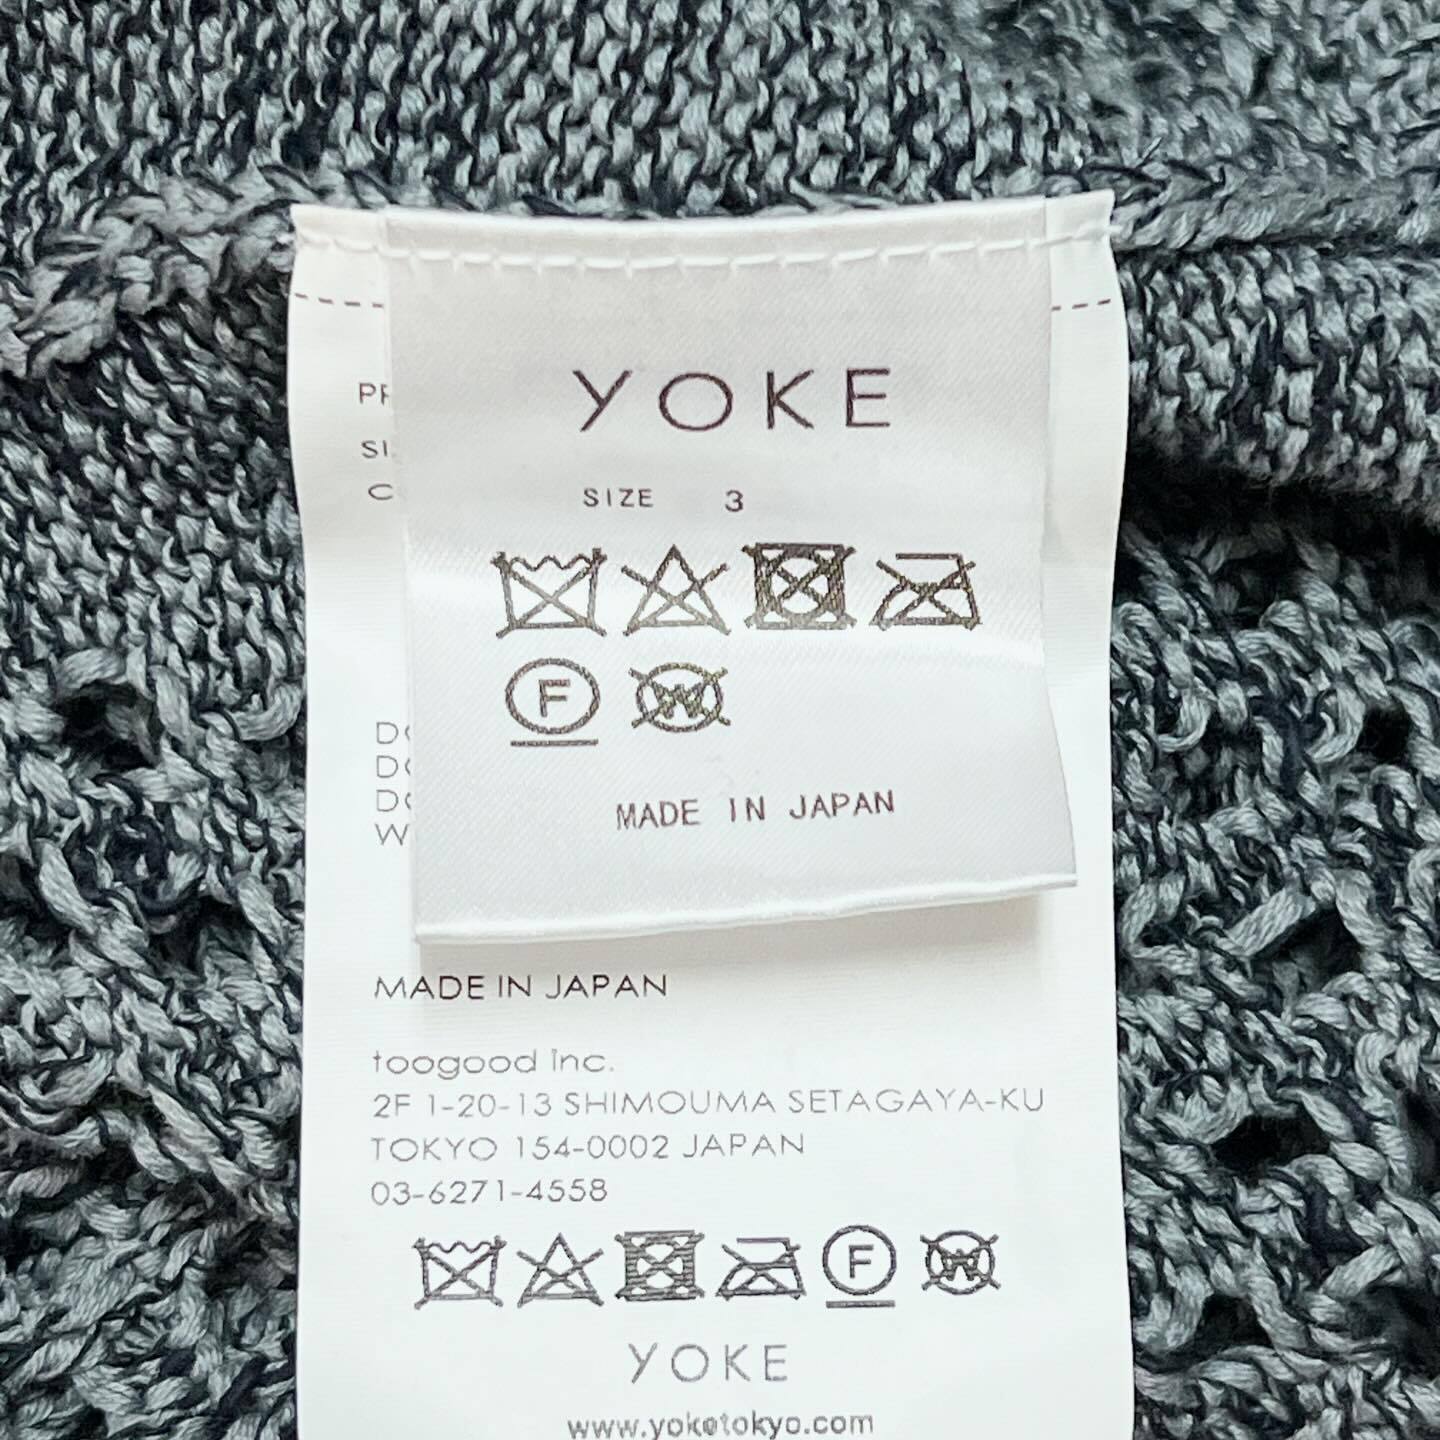 YOKE
SIZE 3
F W
MADE IN JAPAN
MADE IN JAPAN
toogood Inc.
2F 1-20-13 SHIMOUMA SETAGAYA-KU
TOKYO 154-0002 JAPAN
03-6271-4558
F W
YOKE
www.yoketokyo.com